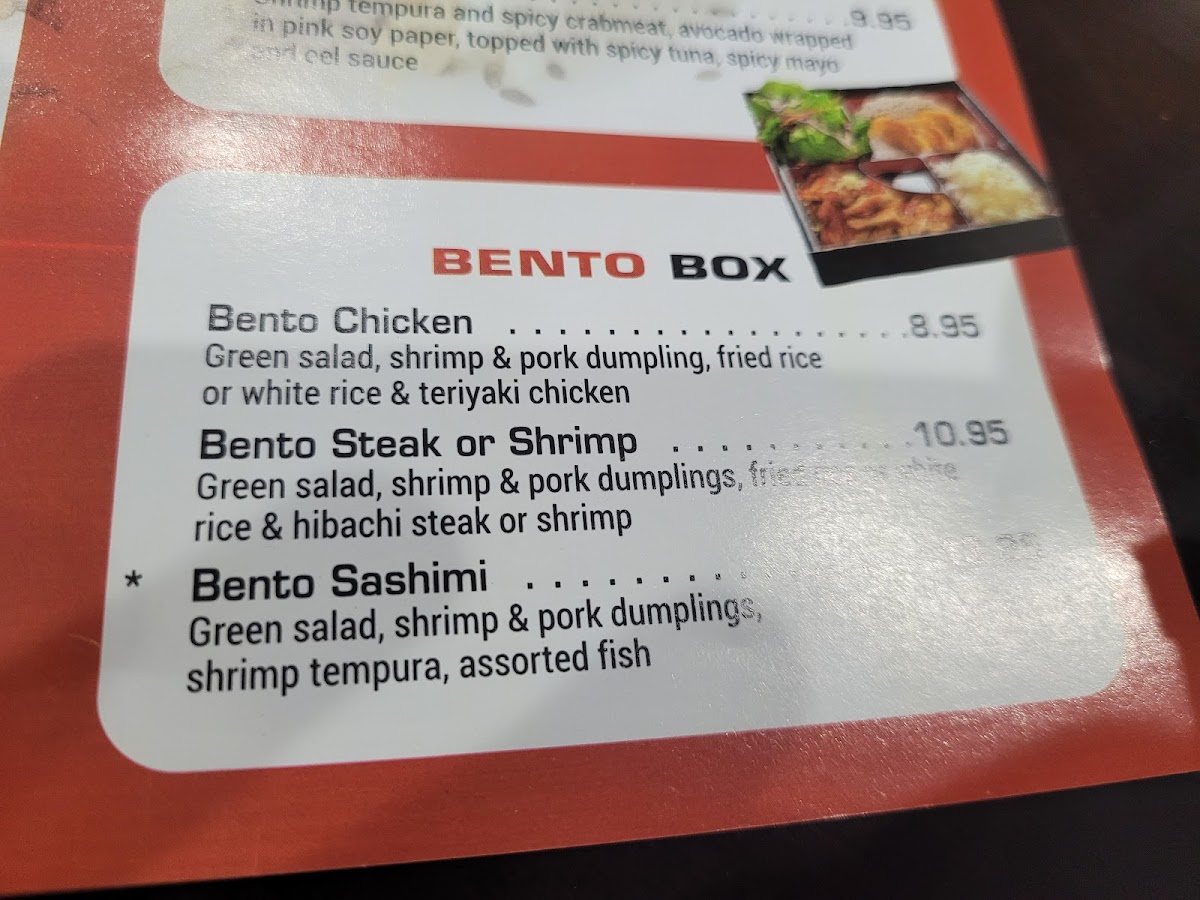 tempura and spicy crabmeat, avocado wrapped . . . . . . . . 9.95
in pink soy paper, topped with spicy tuna, spicy mayo
and eel sauce
BENTO BOX
Bento Chicken . . . . . . . . . . . . . . . . . . 8.95
Green salad, shrimp & pork dumpling, fried rice
or white rice & teriyaki chicken
Bento Steak or Shrimp . . . . . . . . . . .10.95
Green salad, shrimp & pork dumplings, fried white
rice & hibachi steak or shrimp
* Bento Sashimi . . . . . . . . .
Green salad, shrimp & pork dumplings,
shrimp tempura, assorted fish